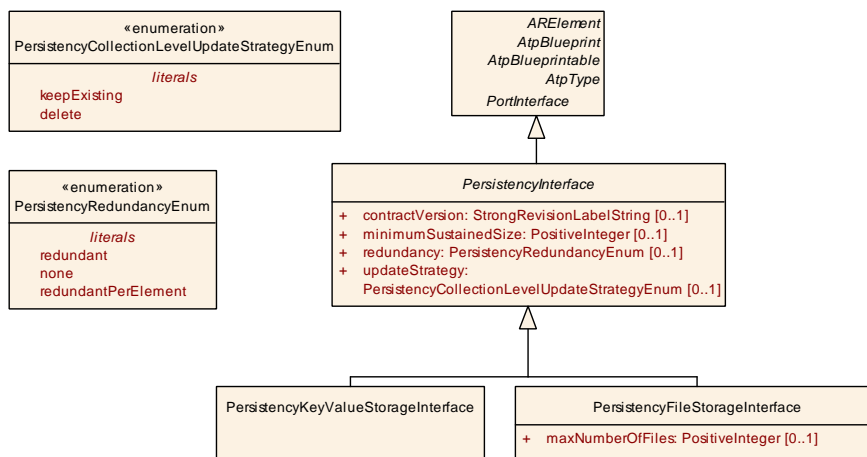 «enumeration»
PersistencyCollectionLevelUpdateStrategyEnum
literals
keepExisting
delete
ARElement
AtpBlueprint
AtpBlueprintable
AtpType
PortInterface
«enumeration»
PersistencyRedundancyEnum
literals
redundant
none
redundantPerElement
PersistencyInterface
+ contractVersion: StrongRevisionLabelString [0..1]
+ minimumSustainedSize: PositiveInteger [0..1]
+ redundancy: PersistencyRedundancyEnum [0..1]
+ updateStrategy:
PersistencyCollectionLevelUpdateStrategyEnum [0..1]
PersistencyKeyValueStorageInterface
PersistencyFileStorageInterface
+ maxNumberOfFiles: PositiveInteger [0..1]